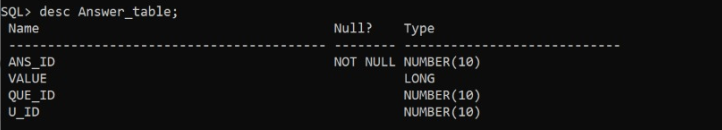 SQL> desc Answer_table;
Name Null? Type
----------------------------------------- -------- ----------------------------
ANS_ID NOT NULL NUMBER(10)
VALUE LONG
QUE_ID NUMBER(10)
U_ID NUMBER(10)